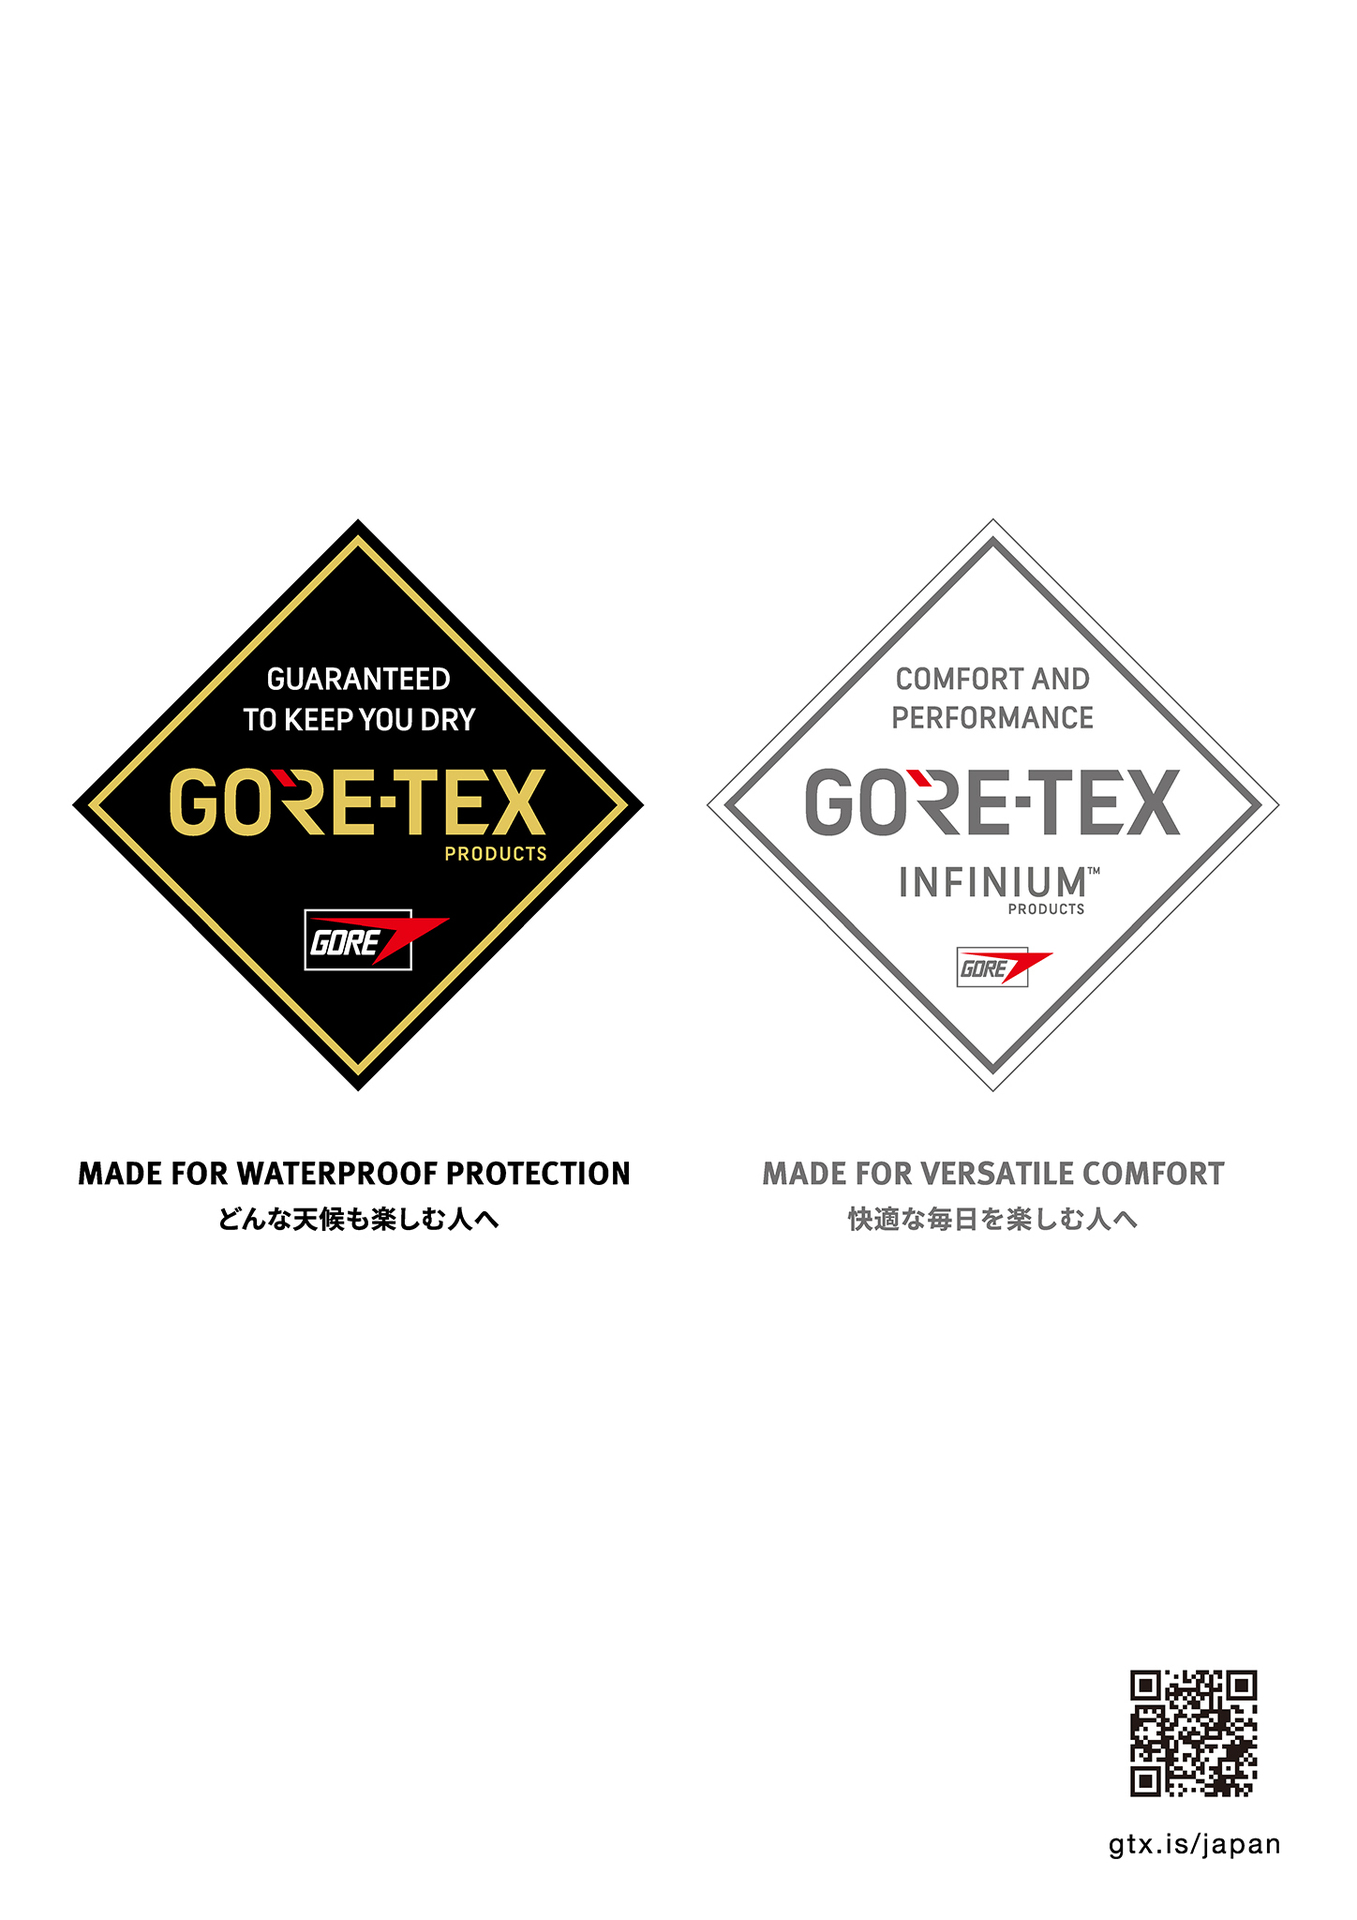 GUARANTEED
TO KEEP YOU DRY
GORE-TEX
PRODUCTS
GORE
MADE FOR WATERPROOF PROTECTION
どんな天候も楽しむ人へ
COMFORT AND
PERFORMANCE
GORE-TEX
INFINIUM™
PRODUCTS
GORE
MADE FOR VERSATILE COMFORT
快適な毎日を楽しむ人へ
gtx.is/japan